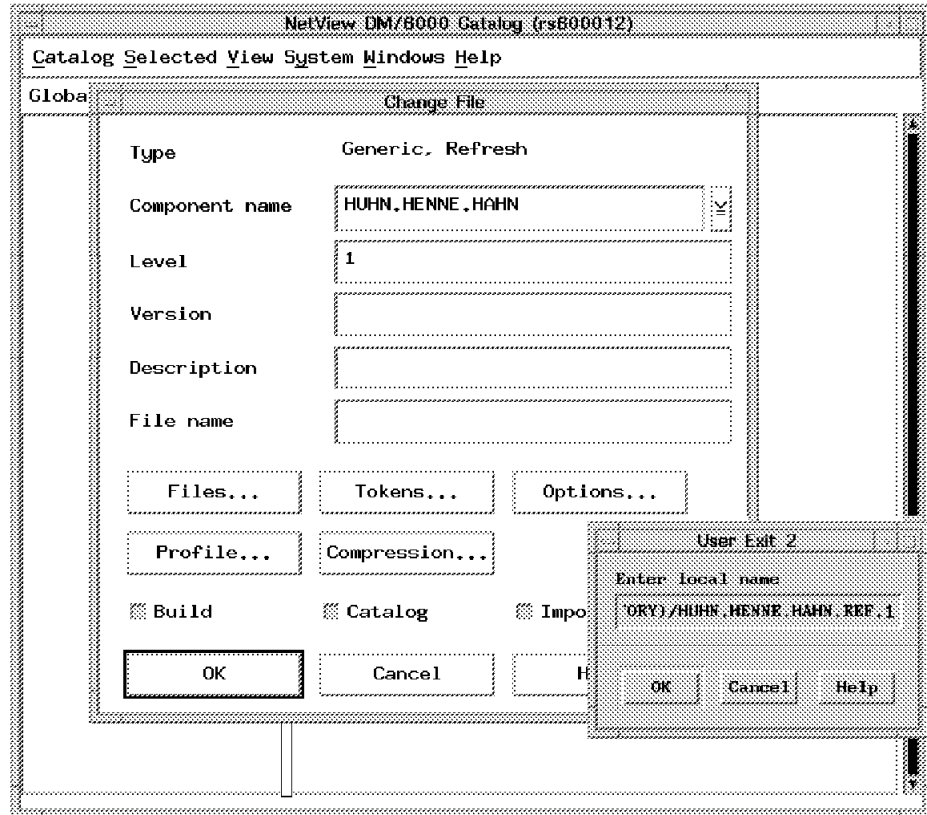 NetView DM/6000 Catalog (rs600012)
Catalog Selected View System Windows Help
Globa
Change File
Type Generic, Refresh
Component name HUHN.HENNE.HAHN
Level 1
Version
Description
File name
Files... Tokens... Options...
Profile... Compression...
Build Catalog Impo
OK Cancel H
User Exit 2
Enter local name
ORY)/HUHN.HENNE.HAHN.REF.1
OK Cancel Help